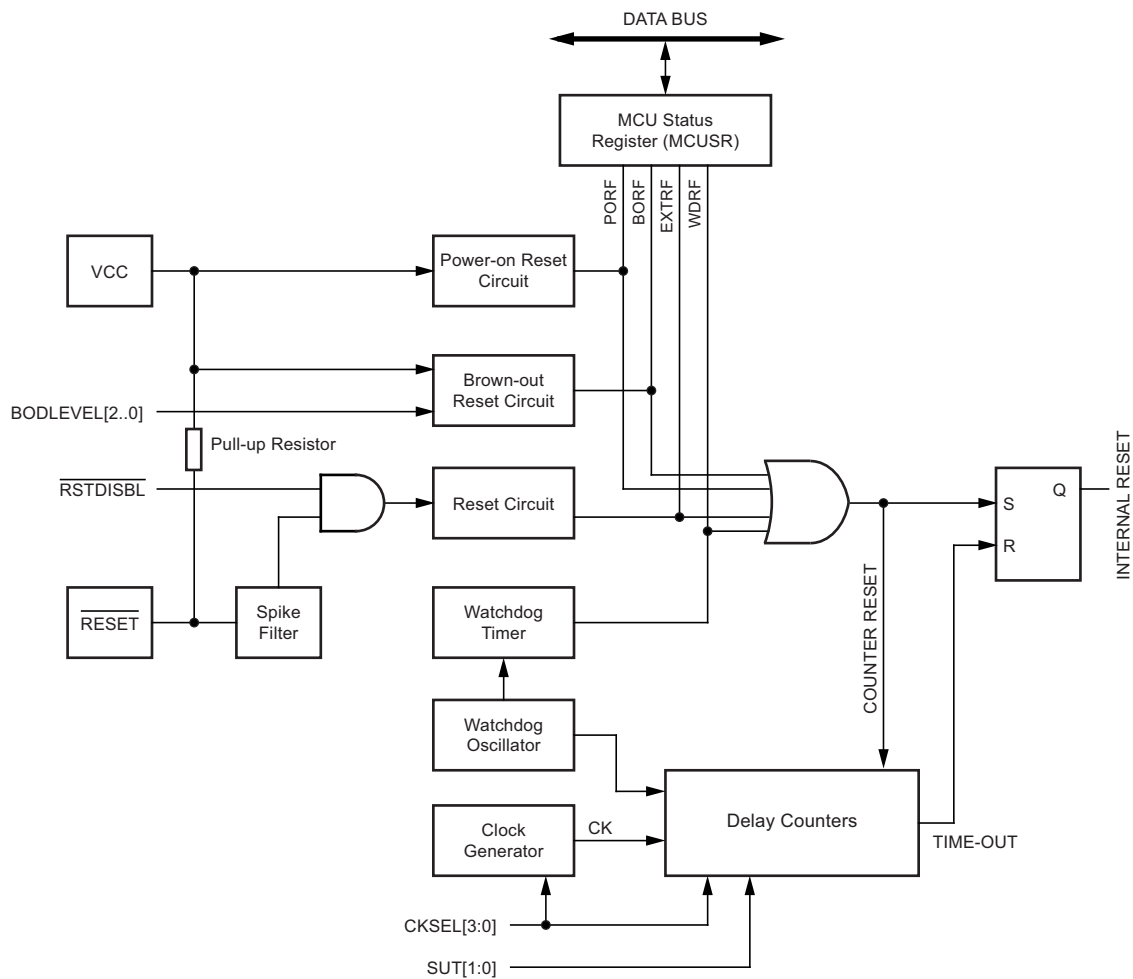 DATA BUS
MCU Status
Register (MCUSR)
PORF
BORF
EXTRF
WDRF
VCC
Power-on Reset
Circuit
Brown-out
Reset Circuit
BODLEVEL[2..0]
Pull-up Resistor
RSTDISBL
Reset Circuit
S
Q
R
INTERNAL RESET
RESET
Spike
Filter
Watchdog
Timer
COUNTER RESET
Watchdog
Oscillator
Clock
Generator
CK
Delay Counters
TIME-OUT
CKSEL[3:0]
SUT[1:0]